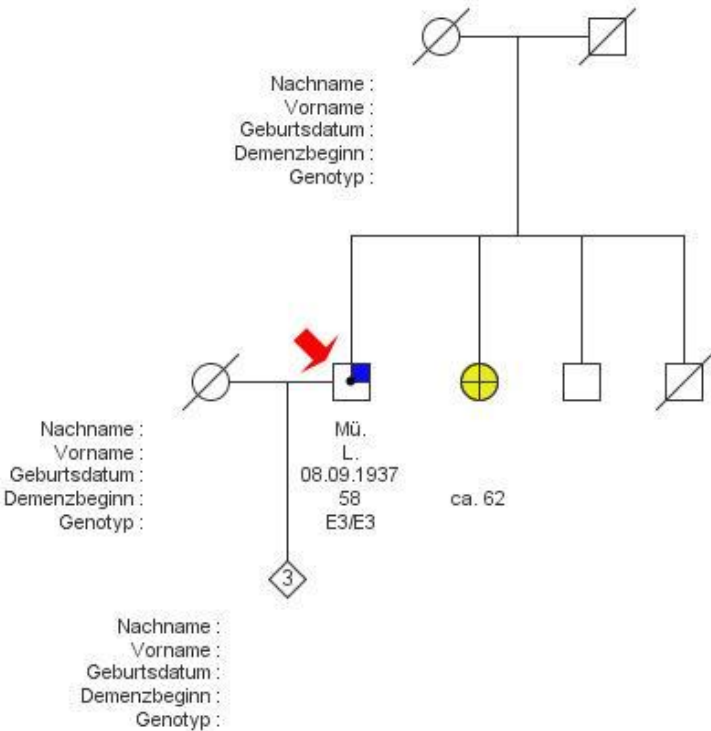 Nachname :
Vorname :
Geburtsdatum :
Demenzbeginn :
Genotyp :
Nachname : Mü.
Vorname : L.
Geburtsdatum : 08.09.1937
Demenzbeginn : 58 ca. 62
Genotyp : E3/E3
3
Nachname :
Vorname :
Geburtsdatum :
Demenzbeginn :
Genotyp :